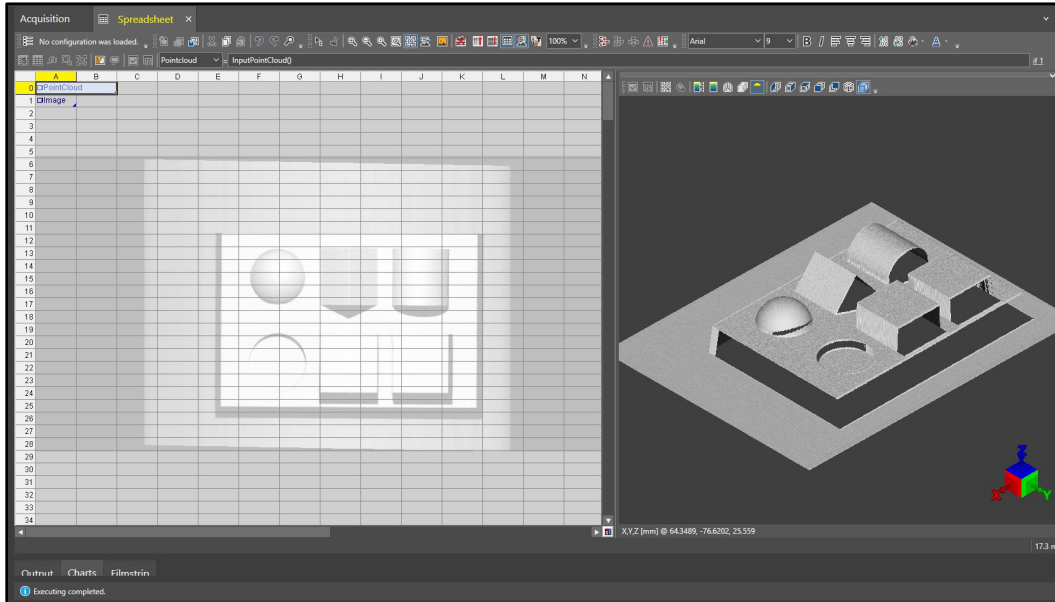 Acquisition Spreadsheet ×
No configuration was loaded. 100% Arial 9 B I A
Pointcloud = InputPointCloud()
A B C D E F G H I J K L M N
0 PointCloud
1 Image
2
3
4
5
6
7
8
9
10
11
12
13
14
15
16
17
18
19
20
21
22
23
24
25
26
27
28
29
30
31
32
33
34
Z
X
Y
X,Y,Z [mm] @ 64.3489, -76.6202, 25.559
17.3 m
Output Charts Filmstrip
Executing completed.